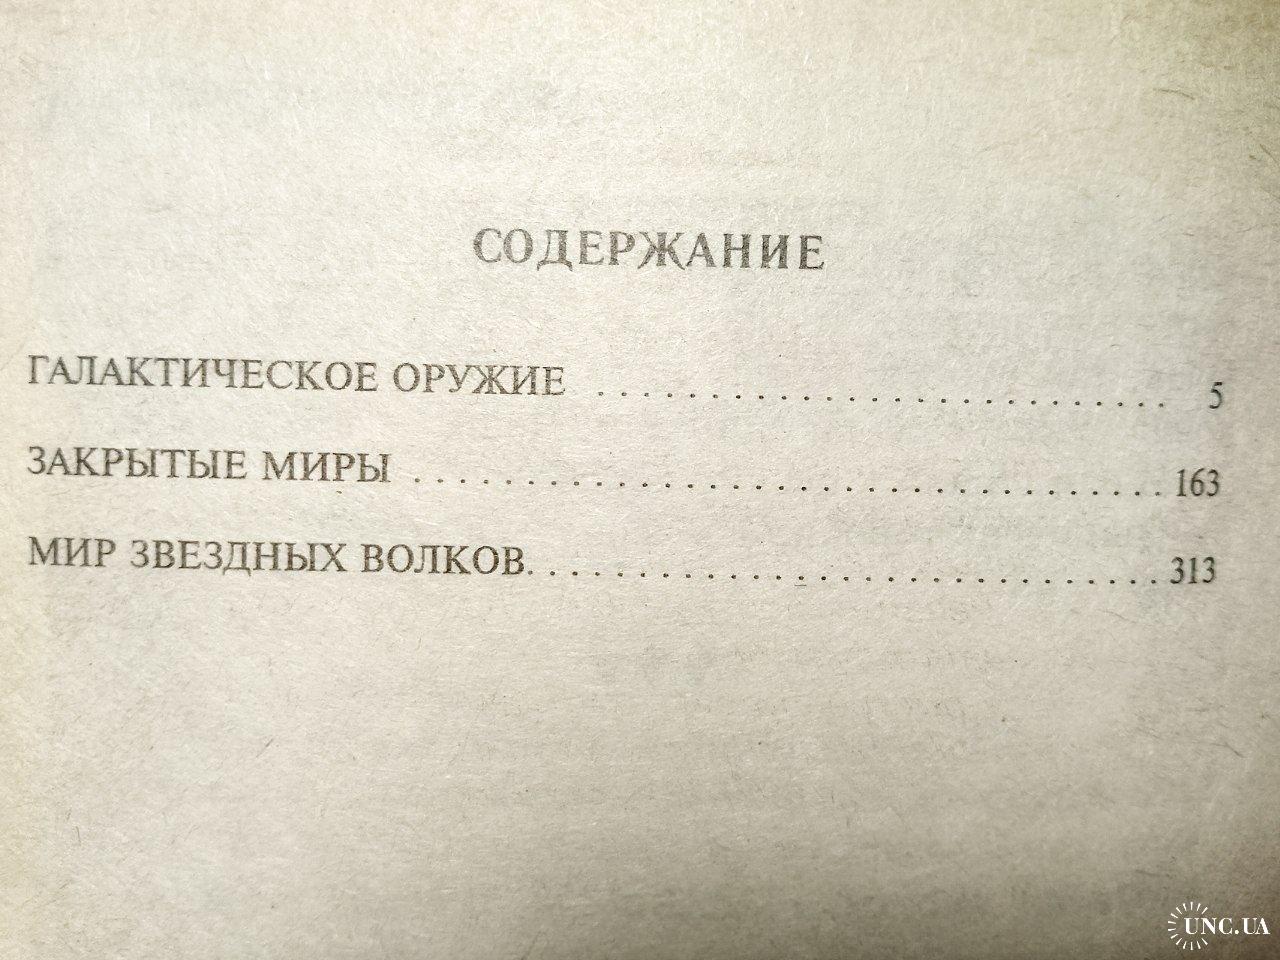 СОДЕРЖАНИЕ
ГАЛАКТИЧЕСКОЕ ОРУЖИЕ ............................ 5
ЗАКРЫТЫЕ МИРЫ ..................................... 163
МИР ЗВЕЗДНЫХ ВОЛКОВ. .............................. 313
UNC.UA